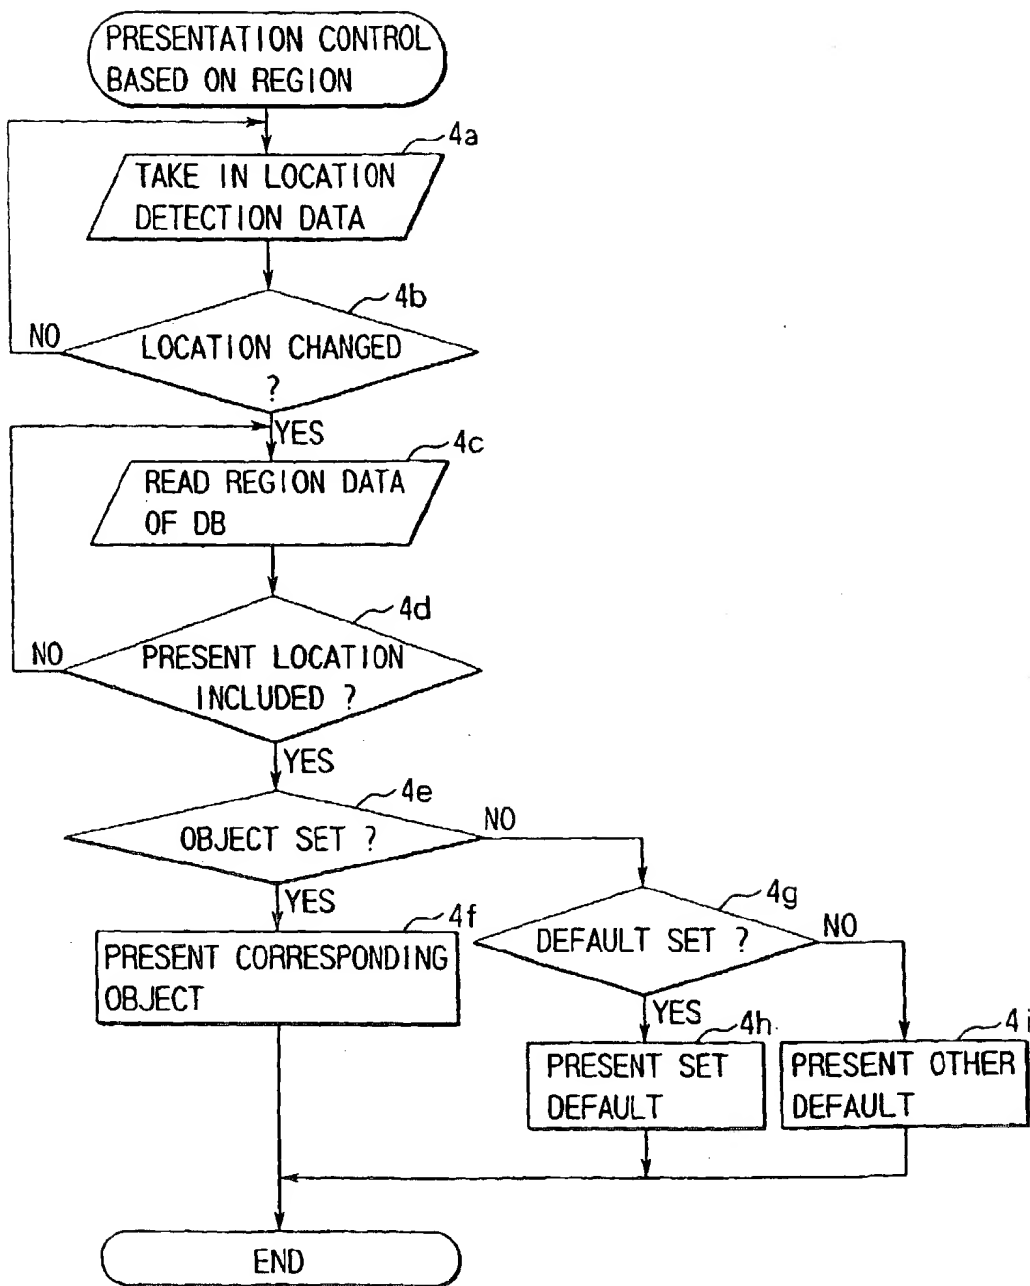 PRESENTATION CONTROL
BASED ON REGION
4a
TAKE IN LOCATION
DETECTION DATA
4b
NO
LOCATION CHANGED
?
YES
4c
READ REGION DATA
OF DB
4d
NO
PRESENT LOCATION
INCLUDED ?
YES
4e
OBJECT SET ?
NO
YES
4f
PRESENT CORRESPONDING
OBJECT
4g
DEFAULT SET ?
NO
YES
4h
PRESENT SET
DEFAULT
4i
PRESENT OTHER
DEFAULT
END